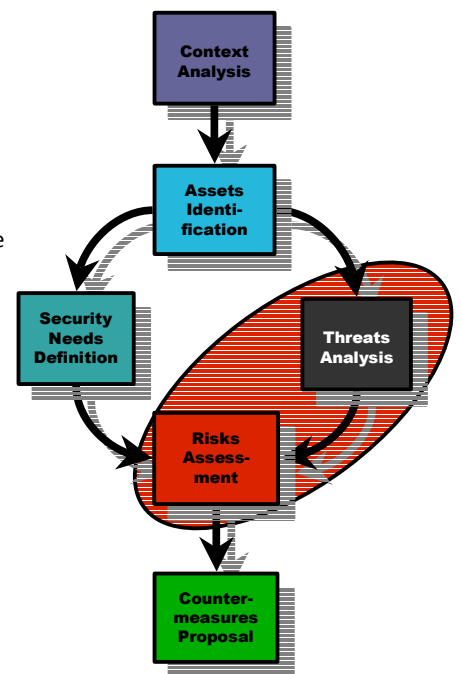 Context
Analysis
Assets
Identi-
fication
e
Security
Needs
Definition
Threats
Analysis
Risks
Assess-
ment
Counter-
measures
Proposal